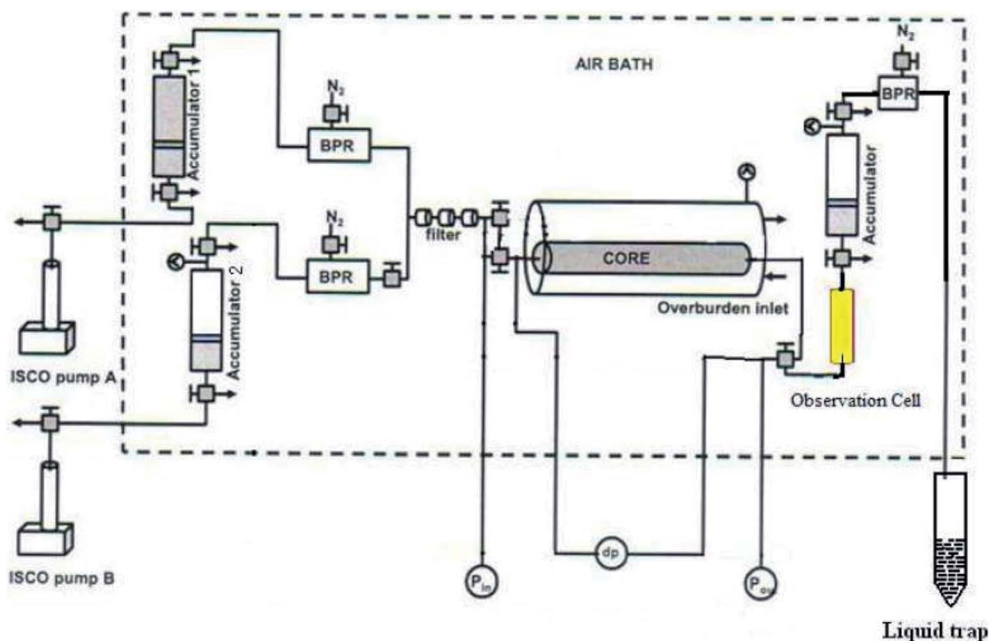 AIR BATH
N2
BPR
Accumulator 1
N2
BPR
N2
BPR
Accumulator
filter
CORE
Overburden inlet
Accumulator 2
ISCO pump A
Observation Cell
ISCO pump B
dp
Pin
Liquid trap